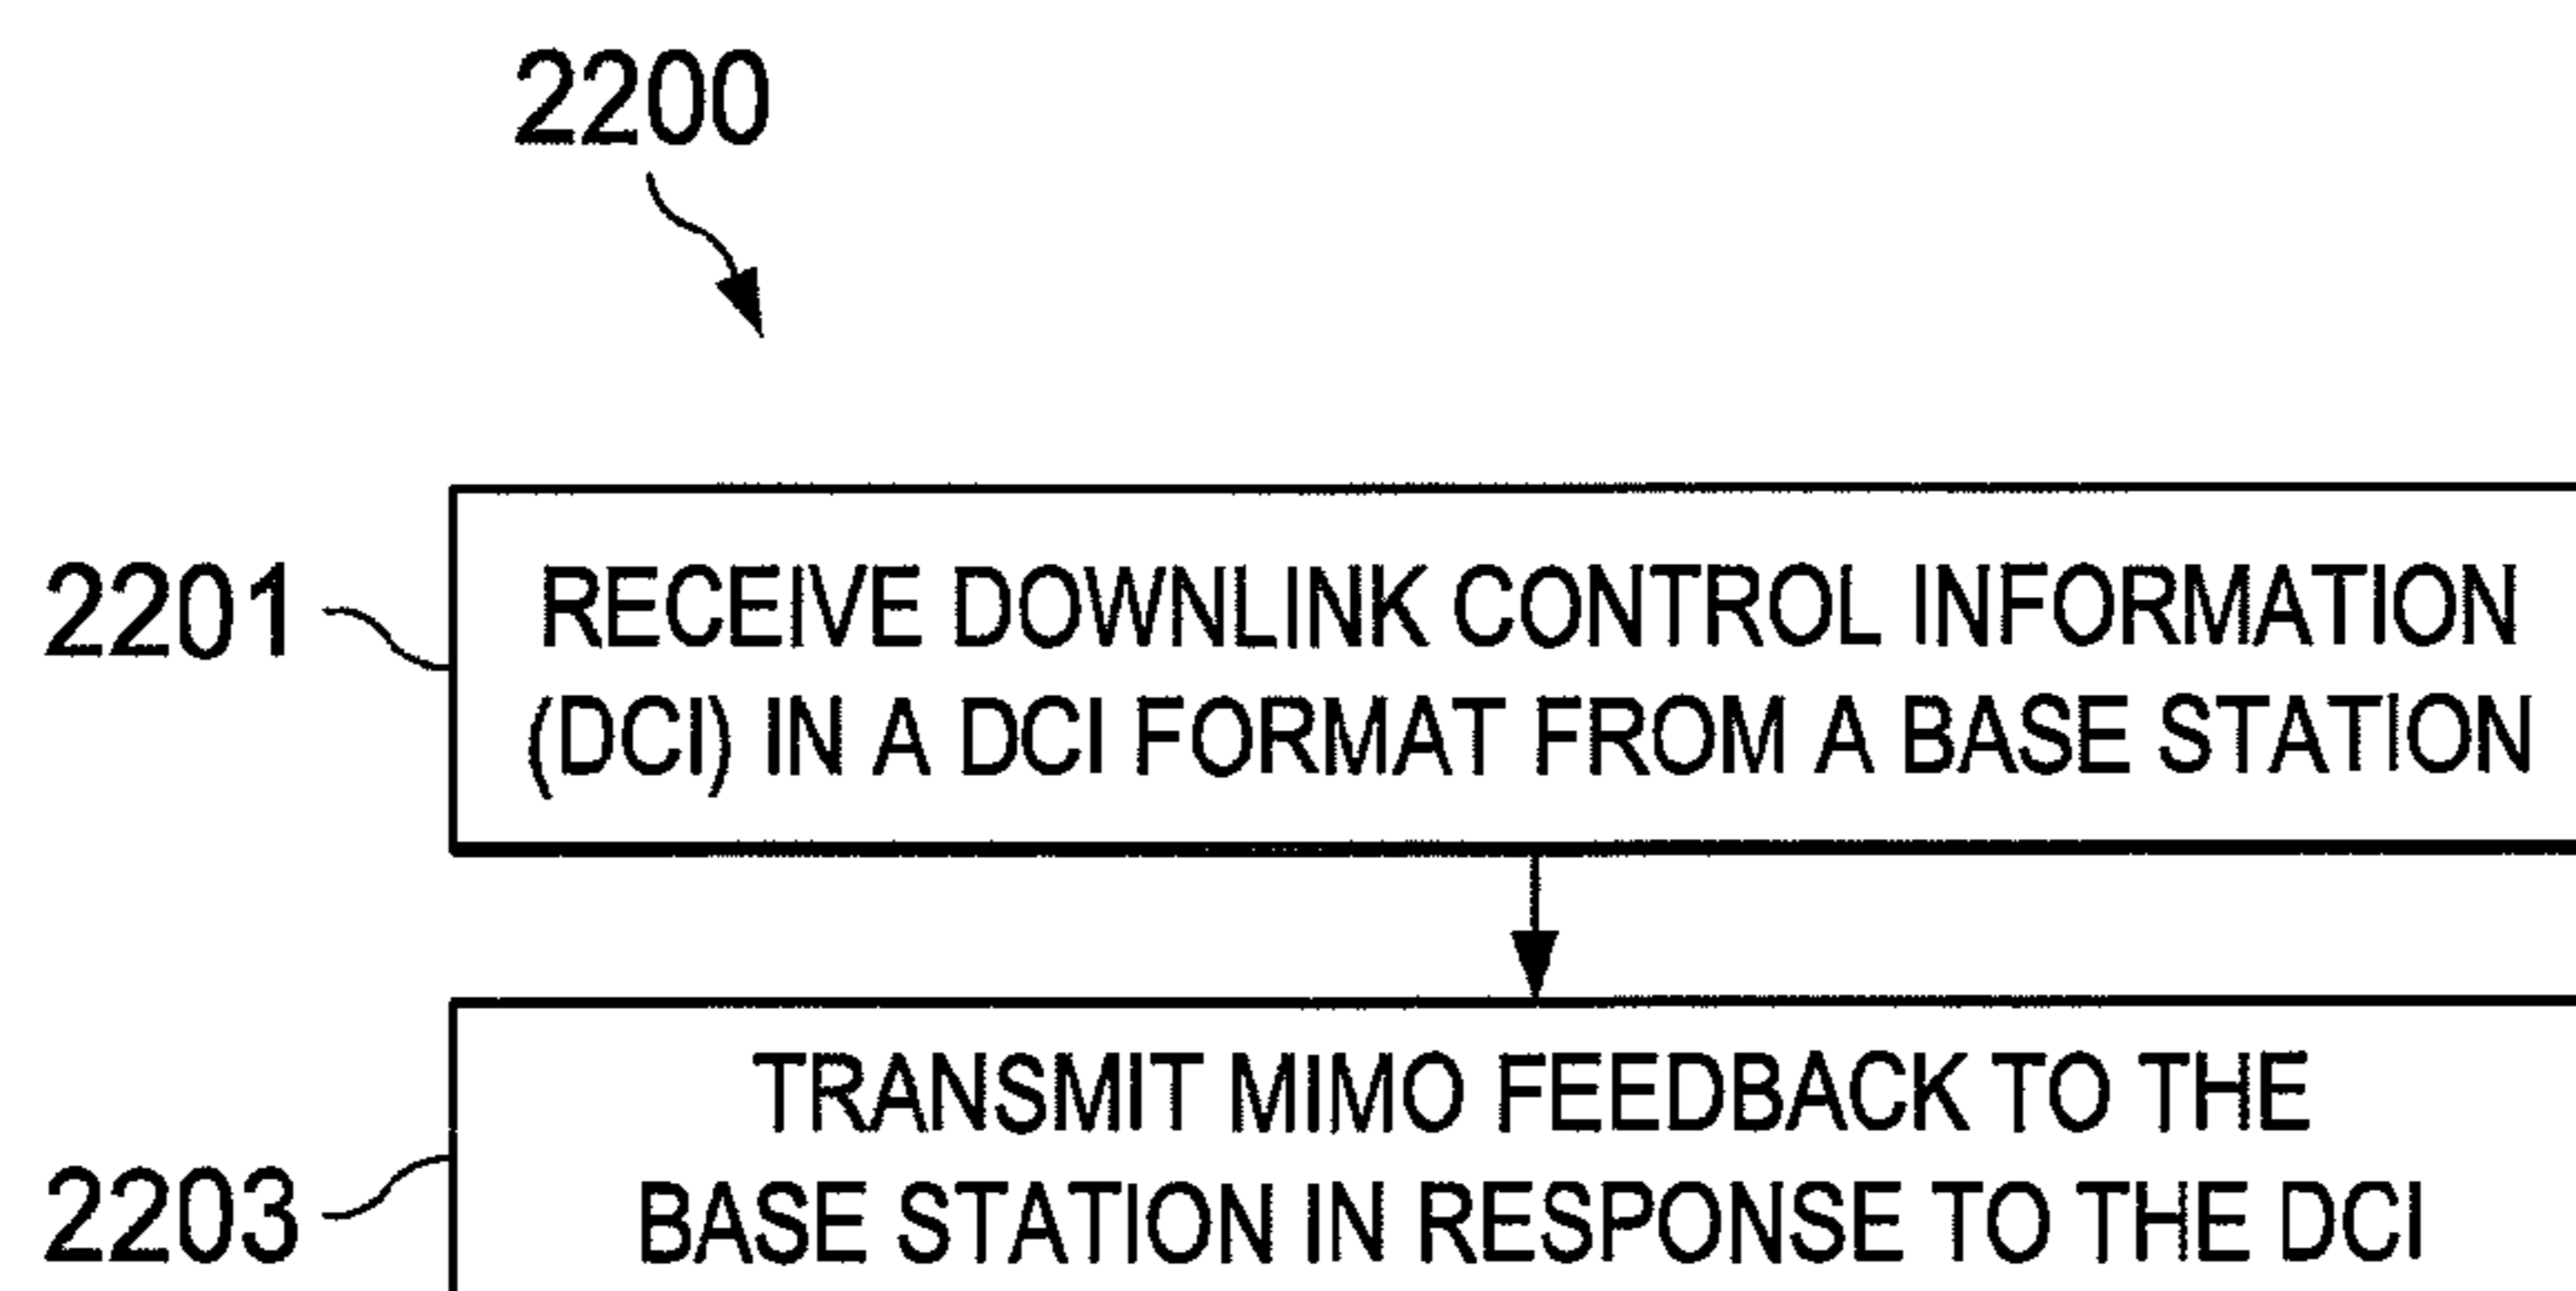 2200
2201
RECEIVE DOWNLINK CONTROL INFORMATION
(DCI) IN A DCI FORMAT FROM A BASE STATION
2203
TRANSMIT MIMO FEEDBACK TO THE
BASE STATION IN RESPONSE TO THE DCI